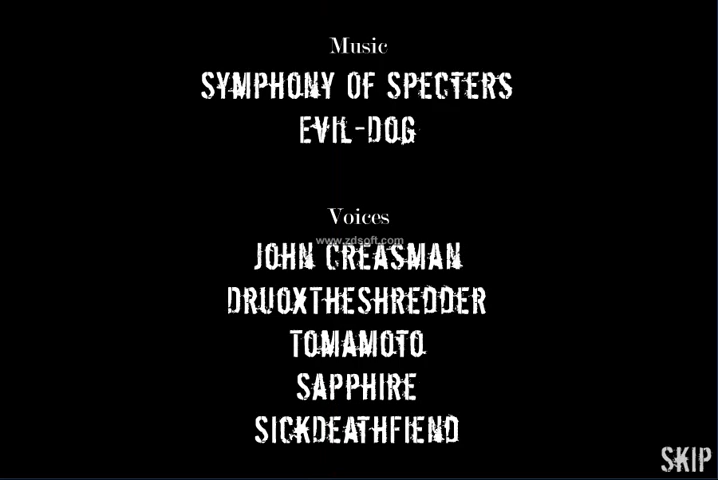 Music
SYMPHONY OF SPECTERS
EVIL-DOG
Voices
www.zdsoft.com
JOHN CREASMAN
DRUOXTHESHREDDER
TOMAMOTO
SAPPHIRE
SICKDEATHFIEND
SKIP